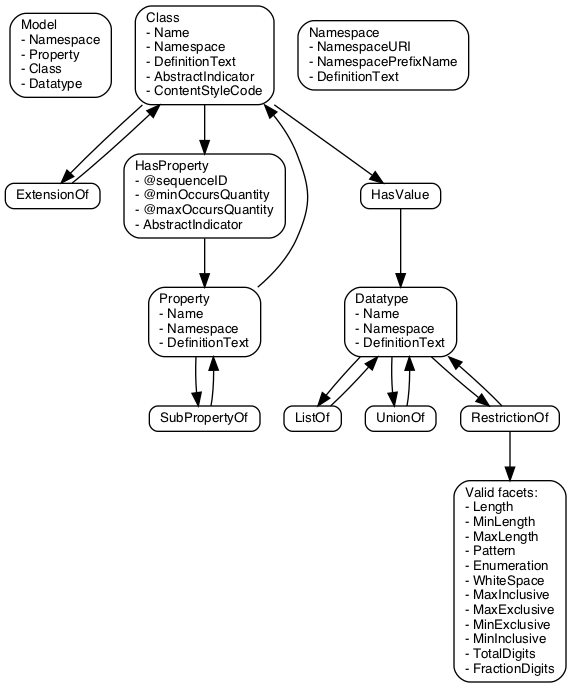 Model
- Namespace
- Property
- Class
- Datatype
Class
- Name
- Namespace
- DefinitionText
- AbstractIndicator
- ContentStyleCode
Namespace
- NamespaceURI
- NamespacePrefixName
- DefinitionText
ExtensionOf
HasProperty
- @sequenceID
- @minOccursQuantity
- @maxOccursQuantity
- AbstractIndicator
HasValue
Property
- Name
- Namespace
- DefinitionText
Datatype
- Name
- Namespace
- DefinitionText
SubPropertyOf
ListOf
UnionOf
RestrictionOf
Valid facets:
- Length
- MinLength
- MaxLength
- Pattern
- Enumeration
- WhiteSpace
- MaxInclusive
- MaxExclusive
- MinExclusive
- MinInclusive
- TotalDigits
- FractionDigits